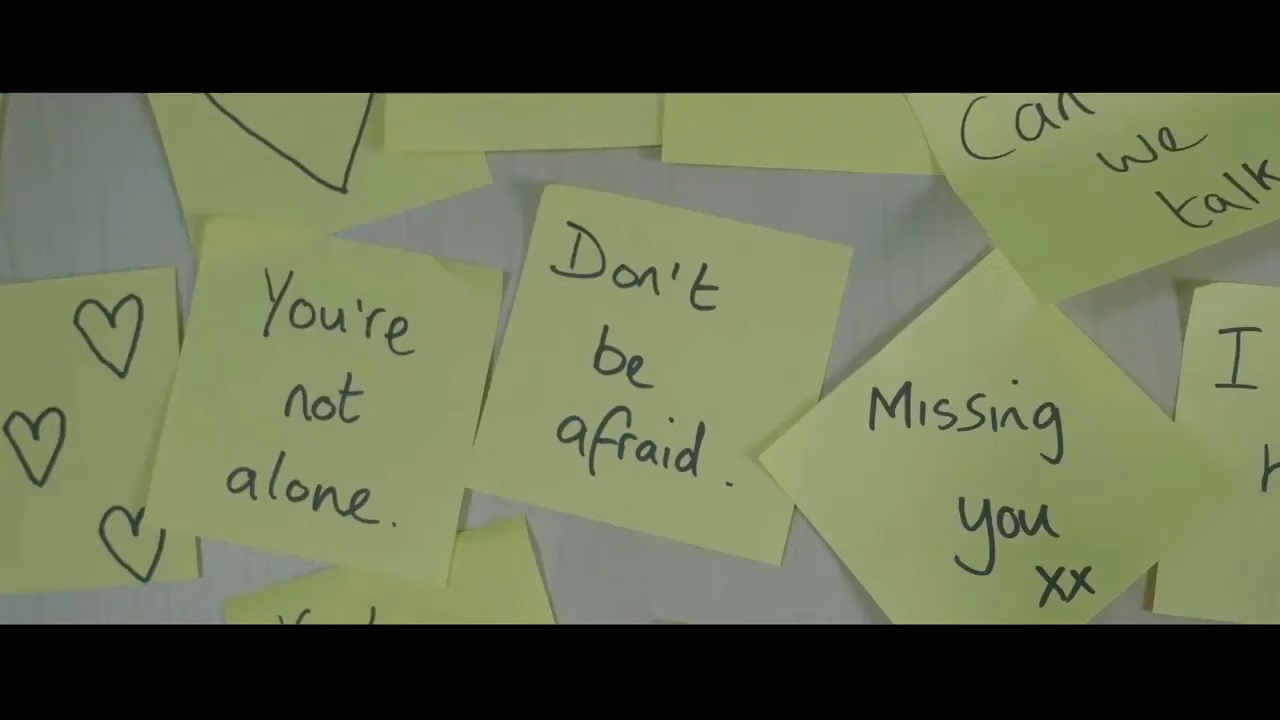 Can
we
talk
You're
not
alone.
Don't
be
afraid.
Missing
you
xx
I